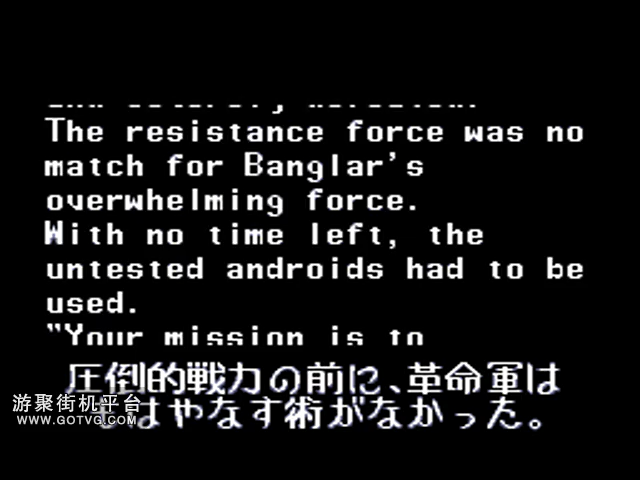 The resistance force was no
match for Banglar's
overwhelming force.
With no time left, the
untested androids had to be
used.
"Your mission is to
圧倒的戦力の前に、革命軍は
もはやなす術がなかった。
游聚街机平台
WWW.GOTVG.COM